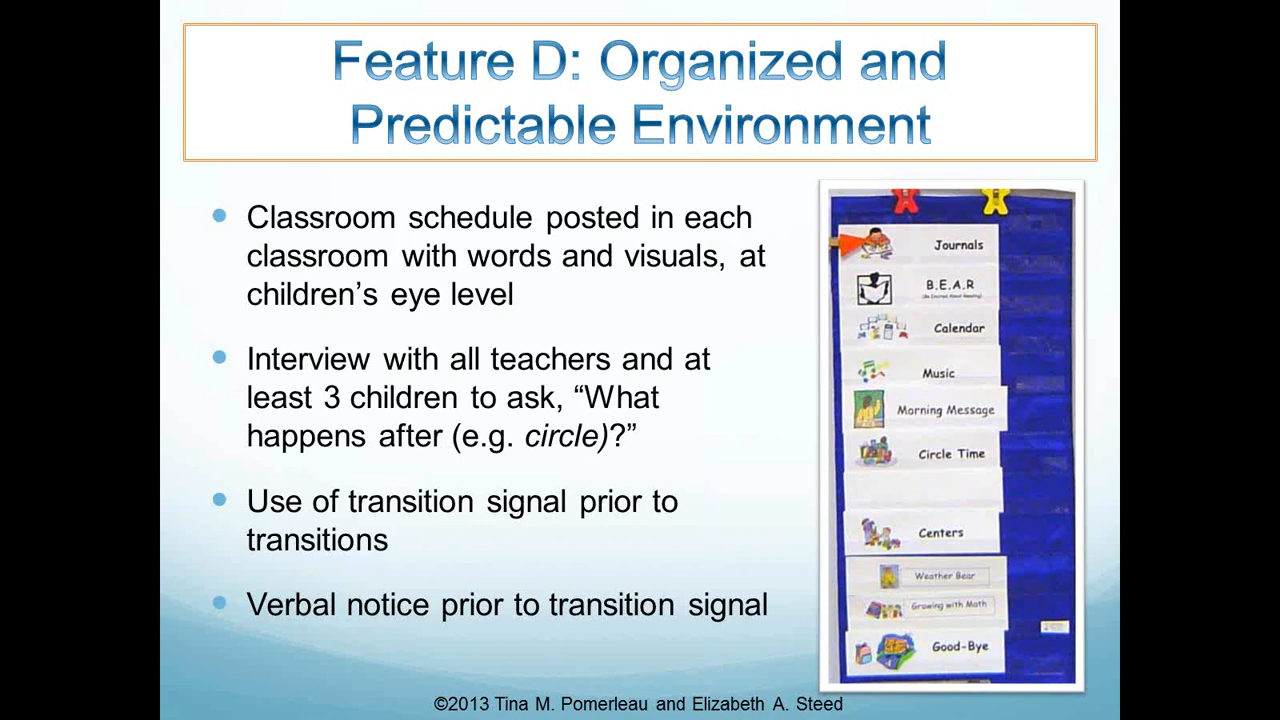 Feature D: Organized and
Predictable Environment
Classroom schedule posted in each
classroom with words and visuals, at
children’s eye level
Interview with all teachers and at
least 3 children to ask, “What
happens after (e.g. circle)?”
Use of transition signal prior to
transitions
Verbal notice prior to transition signal
Journals
B.E.A.R
Calendar
Music
Morning Message
Circle Time
Centers
Weather Bear
Growing with Math
Good-Bye
©2013 Tina M. Pomerleau and Elizabeth A. Steed